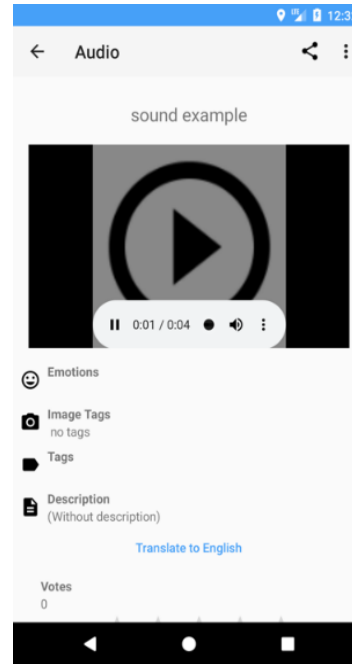 12:3
Audio
sound example
0:01 / 0:04
Emotions
Image Tags
no tags
Tags
Description
(Without description)
Translate to English
Votes
0